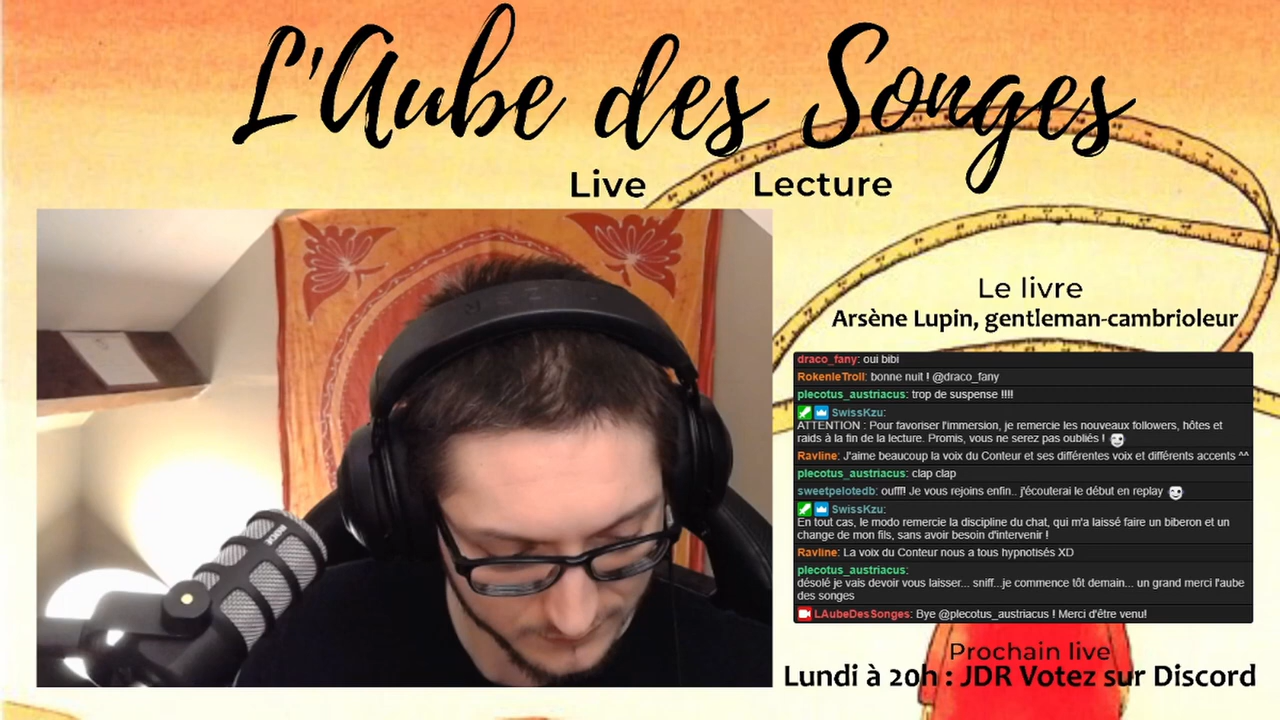 L'Aube des Songes
Live Lecture
Le livre
Arsène Lupin, gentleman-cambrioleur
draco_fany: oui bibi
RokenleTroll: bonne nuit ! @draco_fany
plecotus_austriacus: trop de suspense !!!!
SwissKzu:
ATTENTION : Pour favoriser l'immersion, je remercie les nouveaux followers, hôtes et
raids à la fin de la lecture. Promis, vous ne serez pas oubliés !
Ravline: J'aime beaucoup la voix du Conteur et ses différentes voix et différents accents ^^
plecotus_austriacus: clap clap
sweetpelotedb: oufff! Je vous rejoins enfin.. j'écouterai le début en replay
SwissKzu:
En tout cas, le modo remercie la discipline du chat, qui m'a laissé faire un biberon et un
change de mon fils, sans avoir besoin d'intervenir !
Ravline: La voix du Conteur nous a tous hypnotisés XD
plecotus_austriacus:
désolé je vais devoir vous laisser... sniff...je commence tôt demain... un grand merci l'aube
des songes
LAubeDesSonges: Bye @plecotus_austriacus ! Merci d'être venu!
Prochain live
Lundi à 20h : JDR Votez sur Discord